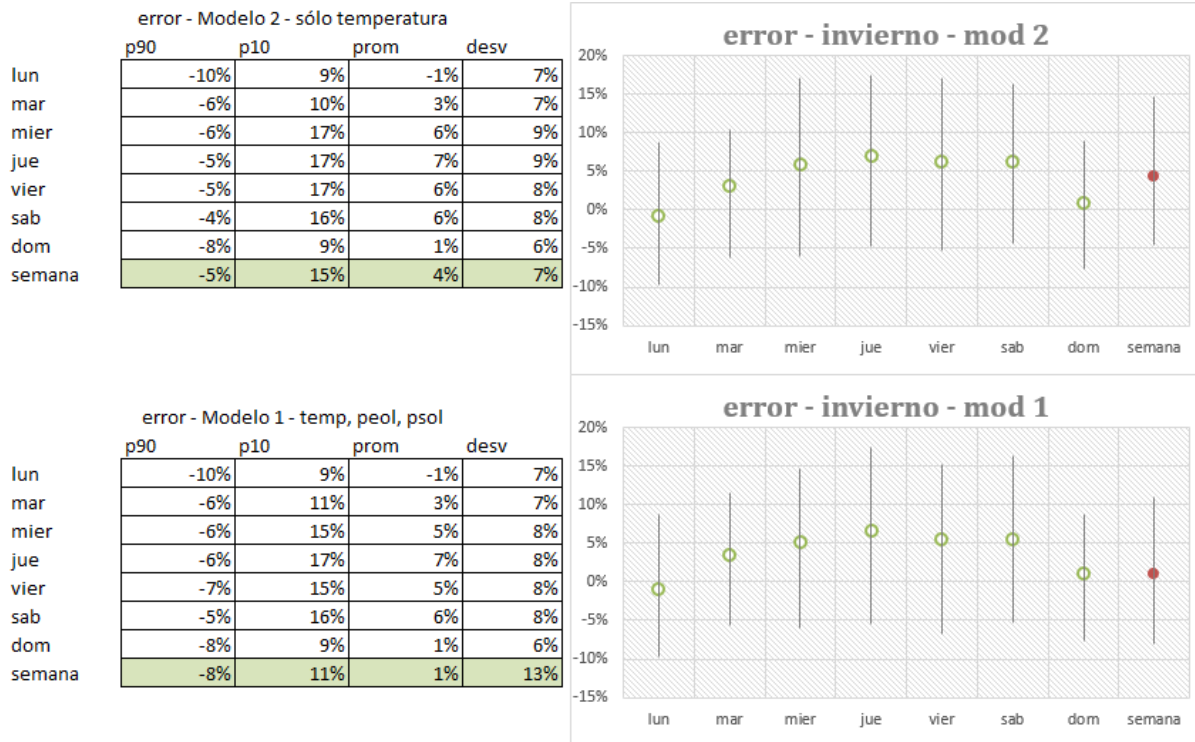 error - Modelo 2 - sólo temperatura
p90 p10 prom desv
lun -10% 9% -1% 7%
mar -6% 10% 3% 7%
mier -6% 17% 6% 9%
jue -5% 17% 7% 9%
vier -5% 17% 6% 8%
sab -4% 16% 6% 8%
dom -8% 9% 1% 6%
semana -5% 15% 4% 7%
error - invierno - mod 2
20%
15%
10%
5%
0%
-5%
-10%
-15%
lun mar mier jue vier sab dom semana
error - Modelo 1 - temp, peol, psol
p90 p10 prom desv
lun -10% 9% -1% 7%
mar -6% 11% 3% 7%
mier -6% 15% 5% 8%
jue -6% 17% 7% 8%
vier -7% 15% 5% 8%
sab -5% 16% 6% 8%
dom -8% 9% 1% 6%
semana -8% 11% 1% 13%
error - invierno - mod 1
20%
15%
10%
5%
0%
-5%
-10%
-15%
lun mar mier jue vier sab dom semana